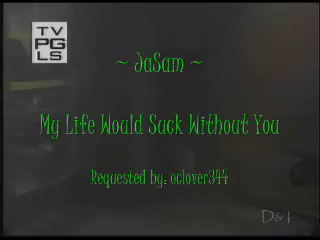 TV
PG
LS
~ JaSam ~
My Life Would Suck Without You
Requested by: oclover344